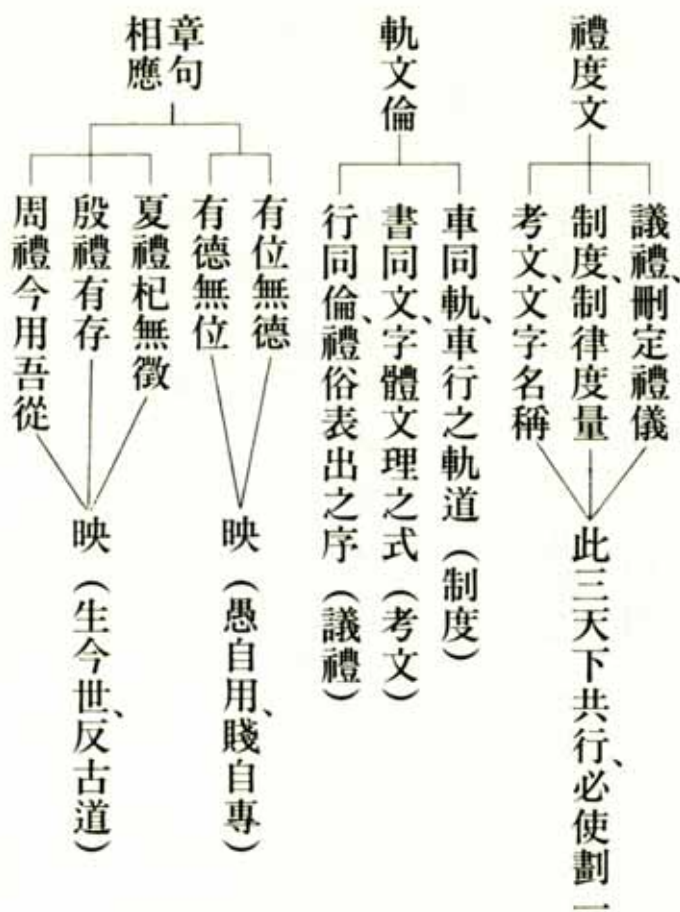 禮度文
議禮、刪定禮儀
制度、制律度量
考文、文字名稱
此三天下共行、必使劃一
軌文倫
車同軌、車行之軌道（制度）
書同文、字體文理之式（考文）
行同倫、禮俗表出之序（議禮）
章句
相應
有位無德
有德無位
映（愚自用、賤自專）
夏禮杞無徵
殷禮有存
周禮今用吾從
映（生今世、反古道）